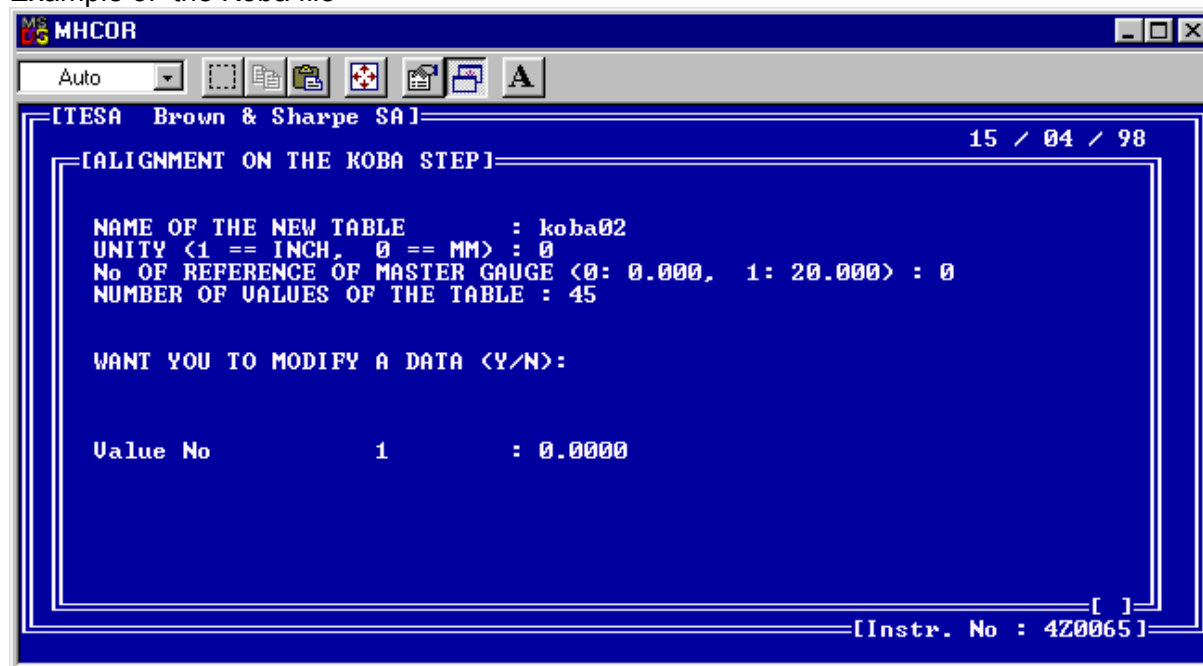 Example of the Koba file
MS DOS MHCOR
Auto A
[TESA Brown & Sharpe SA]
15 / 04 / 98
[ALIGNMENT ON THE KOBA STEP]
NAME OF THE NEW TABLE : koba02
UNITY (1 == INCH, 0 == MM) : 0
No OF REFERENCE OF MASTER GAUGE (0: 0.000, 1: 20.000) : 0
NUMBER OF VALUES OF THE TABLE : 45
WANT YOU TO MODIFY A DATA (Y/N):
Value No 1 : 0.0000
[ ]
[Instr. No : 4Z0065]